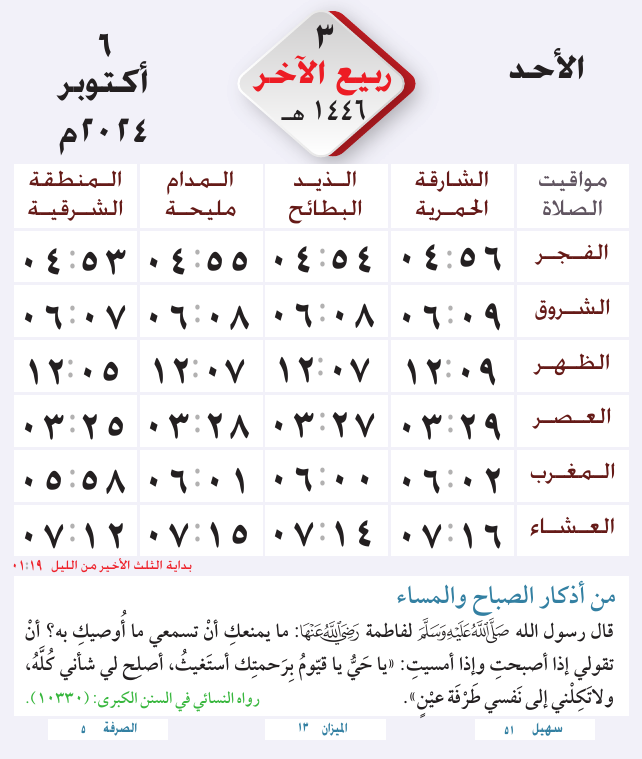 الأحد
٣
ربيع الآخر
١٤٤٦ هـ
٦
أكتوبر
٢٠٢٤م
مواقيت الصلاة | الشارقة الحمرية | الذيد البطائح | المدام مليحة | المنطقة الشرقية
الفجر ٠٤:٥٦ ٠٤:٥٤ ٠٤:٥٥ ٠٤:٥٣
الشروق ٠٦:٠٩ ٠٦:٠٨ ٠٦:٠٨ ٠٦:٠٧
الظهر ١٢:٠٩ ١٢:٠٧ ١٢:٠٧ ١٢:٠٥
العصر ٠٣:٢٩ ٠٣:٢٧ ٠٣:٢٨ ٠٣:٢٥
المغرب ٠٦:٠٢ ٠٦:٠٠ ٠٦:٠١ ٠٥:٥٨
العشاء ٠٧:١٦ ٠٧:١٤ ٠٧:١٥ ٠٧:١٢
بداية الثلث الأخير من الليل ٠١:١٩
من أذكار الصباح والمساء
قال رسول الله صَلَّى اللَّهُ عَلَيْهِ وَسَلَّمَ لفاطمة رَضِيَ اللَّهُ عَنْهَا: ما يمنعكِ أنْ تسمعي ما أُوصيكِ به؟ أنْ
تقولي إذا أصبحتِ وإذا أمسيتِ: «يا حَيُّ يا قيّومُ بِرَحمتِك أستَغيثُ، أصلِح لي شأني كُلَّهُ،
ولاتَكِلْني إلى نَفسي طَرْفَة عيْنٍ». رواه النسائي في السنن الكبرى: (١٠٣٣٠).
سهيل ٥١
الميزان ١٣
الصرفة ٥